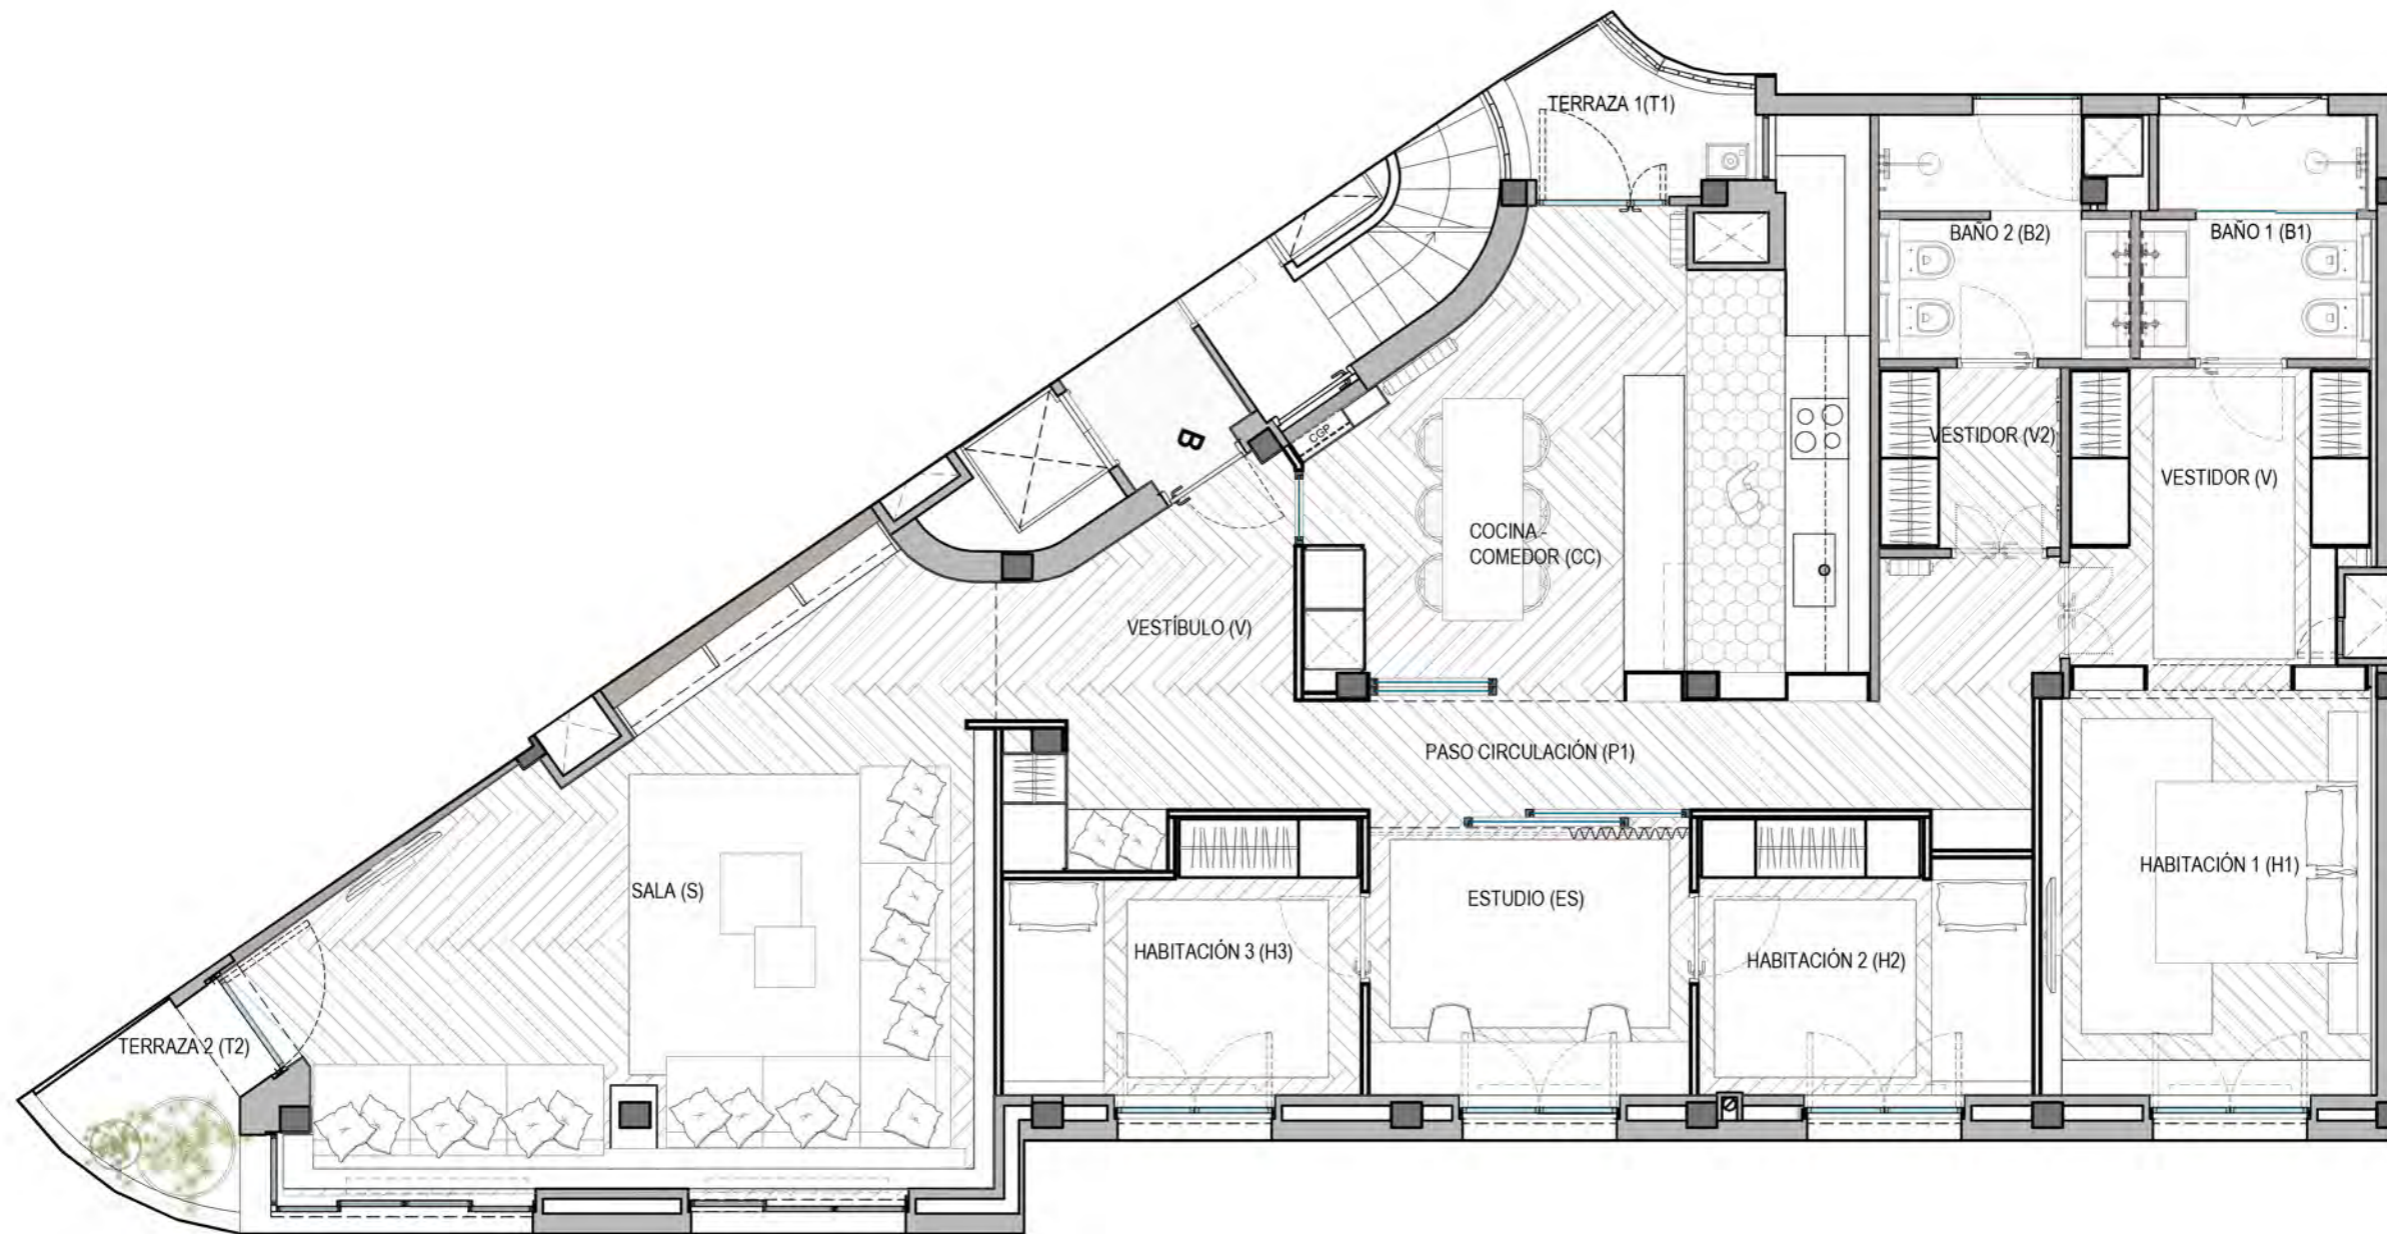 TERRAZA 1(T1)
BAÑO 2 (B2)
BAÑO 1 (B1)
B
CGP
VESTIDOR (V2)
VESTIDOR (V)
COCINA -
COMEDOR (CC)
VESTÍBULO (V)
PASO CIRCULACIÓN (P1)
SALA (S)
HABITACIÓN 3 (H3)
ESTUDIO (ES)
HABITACIÓN 2 (H2)
HABITACIÓN 1 (H1)
TERRAZA 2 (T2)